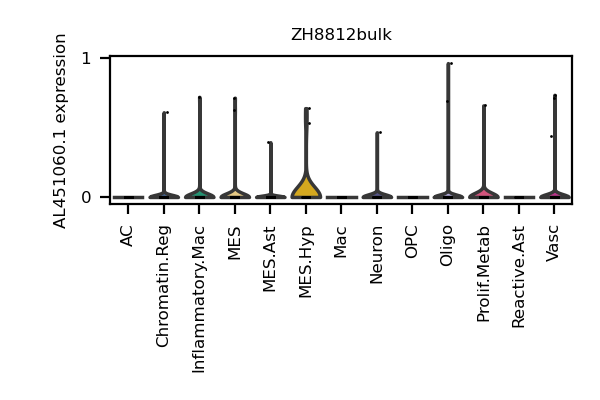 ZH8812bulk
AL451060.1 expression
1
0
AC
Chromatin.Reg
Inflammatory.Mac
MES
MES.Ast
MES.Hyp
Mac
Neuron
OPC
Oligo
Prolif.Metab
Reactive.Ast
Vasc